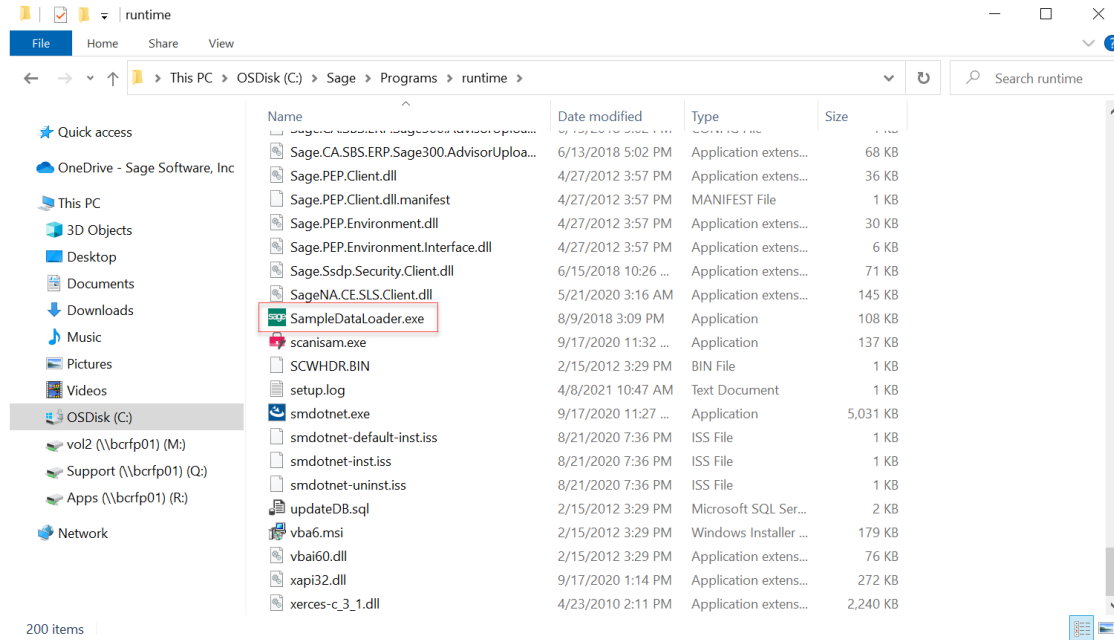 runtime
File Home Share View
This PC > OSDisk (C:) > Sage > Programs > runtime >
Search runtime
Name Date modified Type Size
Quick access
OneDrive - Sage Software, Inc
This PC
3D Objects
Desktop
Documents
Downloads
Music
Pictures
Videos
OSDisk (C:)
vol2 (\\bcrfp01) (M:)
Support (\\bcrfp01) (Q:)
Apps (\\bcrfp01) (R:)
Network
Sage.CA.SBS.ERP.Sage300.AdvisorUploa... 6/13/2018 5:02 PM Application extens... 68 KB
Sage.PEP.Client.dll 4/27/2012 3:57 PM Application extens... 36 KB
Sage.PEP.Client.dll.manifest 4/27/2012 3:57 PM MANIFEST File 1 KB
Sage.PEP.Environment.dll 4/27/2012 3:57 PM Application extens... 30 KB
Sage.PEP.Environment.Interface.dll 4/27/2012 3:57 PM Application extens... 6 KB
Sage.Ssdp.Security.Client.dll 6/15/2018 10:26 ... Application extens... 71 KB
SageNA.CE.SLS.Client.dll 5/21/2020 3:16 AM Application extens... 145 KB
SampleDataLoader.exe 8/9/2018 3:09 PM Application 108 KB
scanisam.exe 9/17/2020 11:32 ... Application 137 KB
SCWHDR.BIN 2/15/2012 3:29 PM BIN File 1 KB
setup.log 4/8/2021 10:47 AM Text Document 1 KB
smdotnet.exe 9/17/2020 11:27 ... Application 5,031 KB
smdotnet-default-inst.iss 8/21/2020 7:36 PM ISS File 1 KB
smdotnet-inst.iss 8/21/2020 7:36 PM ISS File 1 KB
smdotnet-uninst.iss 8/21/2020 7:36 PM ISS File 1 KB
updateDB.sql 2/15/2012 3:29 PM Microsoft SQL Ser... 2 KB
vba6.msi 2/15/2012 3:29 PM Windows Installer ... 179 KB
vbai60.dll 2/15/2012 3:29 PM Application extens... 76 KB
xapi32.dll 9/17/2020 1:14 PM Application extens... 272 KB
xerces-c_3_1.dll 4/23/2010 2:11 PM Application extens... 2,240 KB
200 items